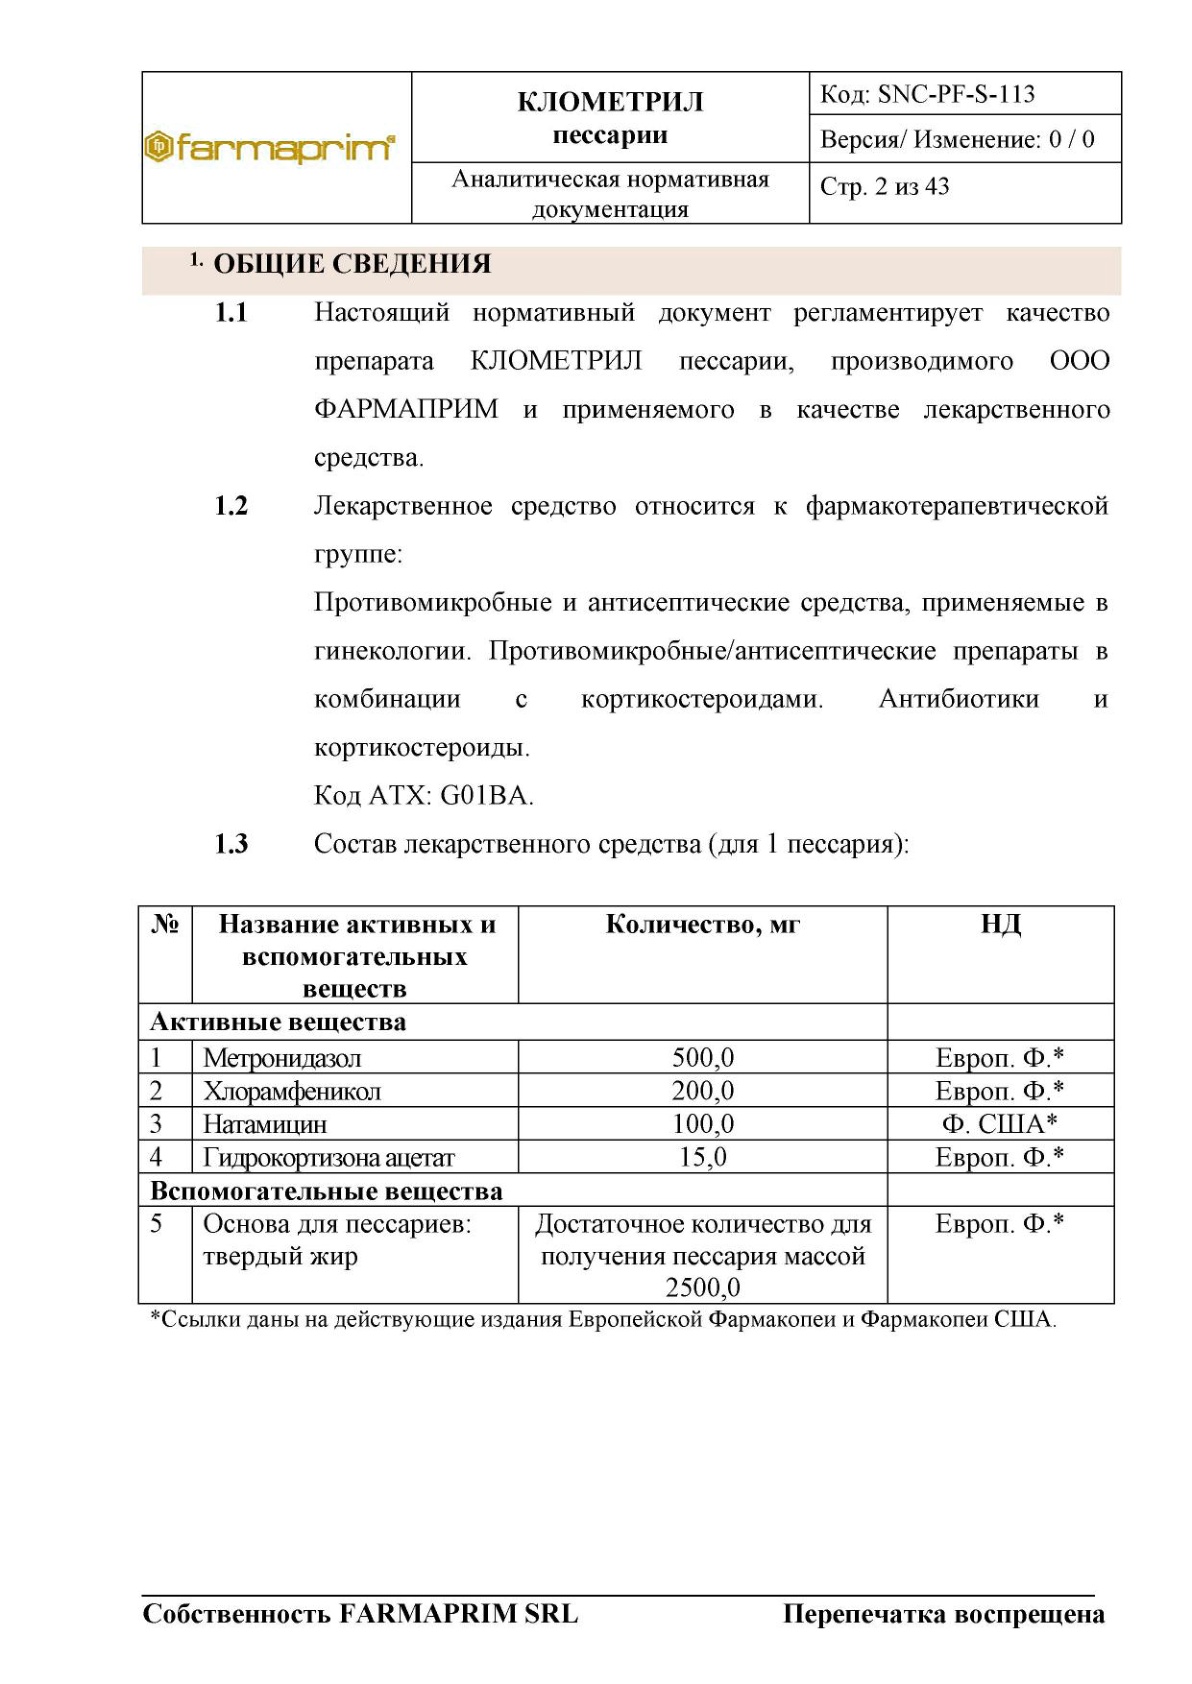 farmaprim®
КЛОМЕТРИЛ
пессарии
Код: SNC-PF-S-113
Версия/ Изменение: 0 / 0
Аналитическая нормативная
документация
Стр. 2 из 43
1. ОБЩИЕ СВЕДЕНИЯ
1.1 Настоящий нормативный документ регламентирует качество
препарата КЛОМЕТРИЛ пессарии, производимого ООО
ФАРМАПРИМ и применяемого в качестве лекарственного
средства.
1.2 Лекарственное средство относится к фармакотерапевтической
группе:
Противомикробные и антисептические средства, применяемые в
гинекологии. Противомикробные/антисептические препараты в
комбинации с кортикостероидами. Антибиотики и
кортикостероиды.
Код АТХ: G01BA.
1.3 Состав лекарственного средства (для 1 пессария):
№ Название активных и Количество, мг НД
вспомогательных
веществ
Активные вещества
1 Метронидазол 500,0 Европ. Ф.*
2 Хлорамфеникол 200,0 Европ. Ф.*
3 Натамицин 100,0 Ф. США*
4 Гидрокортизона ацетат 15,0 Европ. Ф.*
Вспомогательные вещества
5 Основа для пессариев: Достаточное количество для Европ. Ф.*
твердый жир получения пессария массой
2500,0
*Ссылки даны на действующие издания Европейской Фармакопеи и Фармакопеи США.
Собственность FARMAPRIM SRL Перепечатка воспрещена